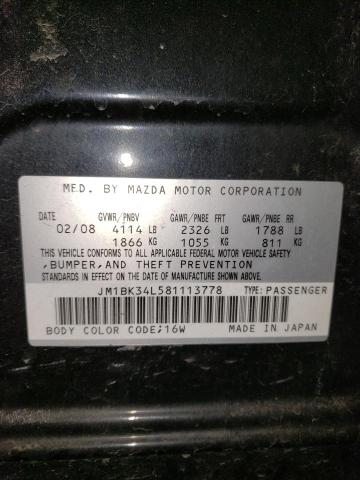 MFD. BY MAZDA MOTOR CORPORATION
DATE GVWR/PNBV GAWR/PNBE FRT GAWR/PNBE RR
02/08 4114 LB 2326 LB 1788 LB
1866 KG 1055 KG 811 KG
THIS VEHICLE CONFORMS TO ALL APPLICABLE FEDERAL MOTOR VEHICLE SAFETY
,BUMPER,AND THEFT PREVENTION
STANDARDS IN EFFECT ON THE DATE OF MANUFACTURE SHOWN ABOVE.
JM1BK34L581113778 TYPE:PASSENGER
BODY COLOR CODE;16W MADE IN JAPAN